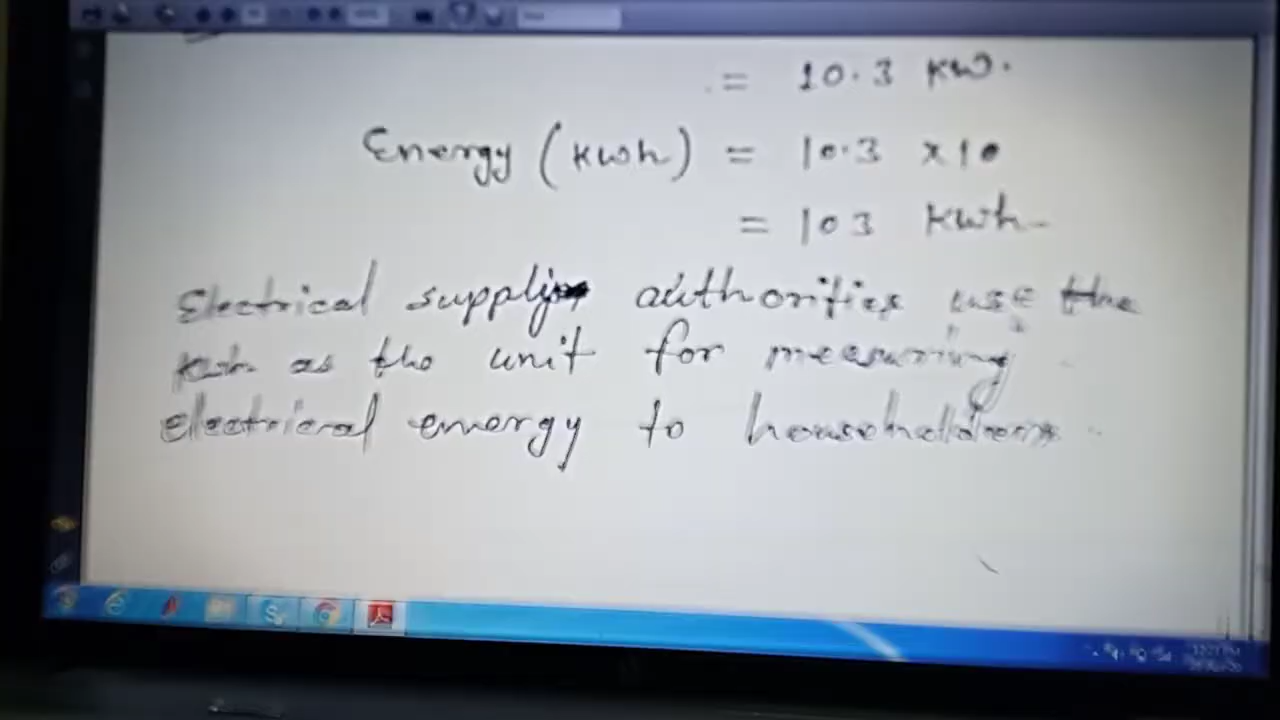 = 10.3 KW.
Energy (KWh) = 10.3 × 10
= 103 KWh
Electrical supply authorities use the
KWh as the unit for measuring
Electrical energy to householders.